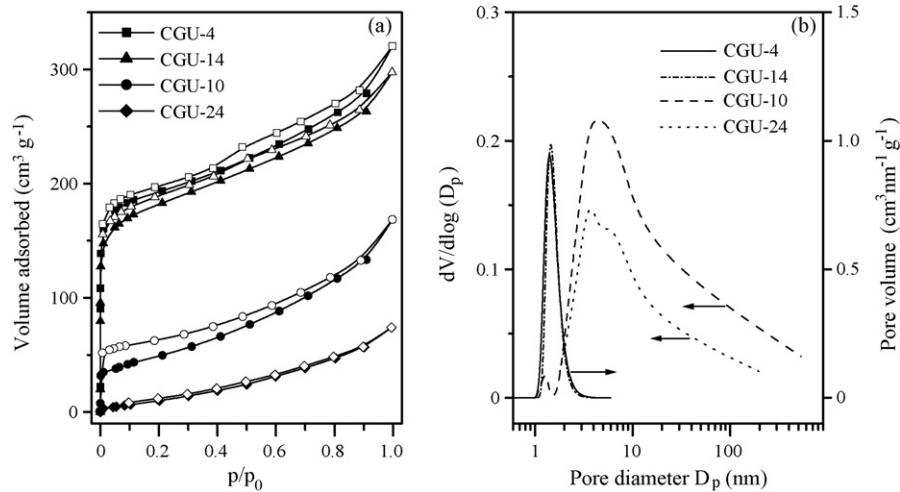 (a)
CGU-4
CGU-14
CGU-10
CGU-24
300
200
100
0
Volume adsorbed (cm³ g⁻¹)
0 0.2 0.4 0.6 0.8 1.0
p/p₀
(b)
CGU-4
CGU-14
CGU-10
CGU-24
0.3
0.2
0.1
0
dV/dlog (Dₚ)
1.5
1.0
0.5
0
Pore volume (cm³nm⁻¹ g⁻¹)
1 10 100
Pore diameter Dₚ (nm)